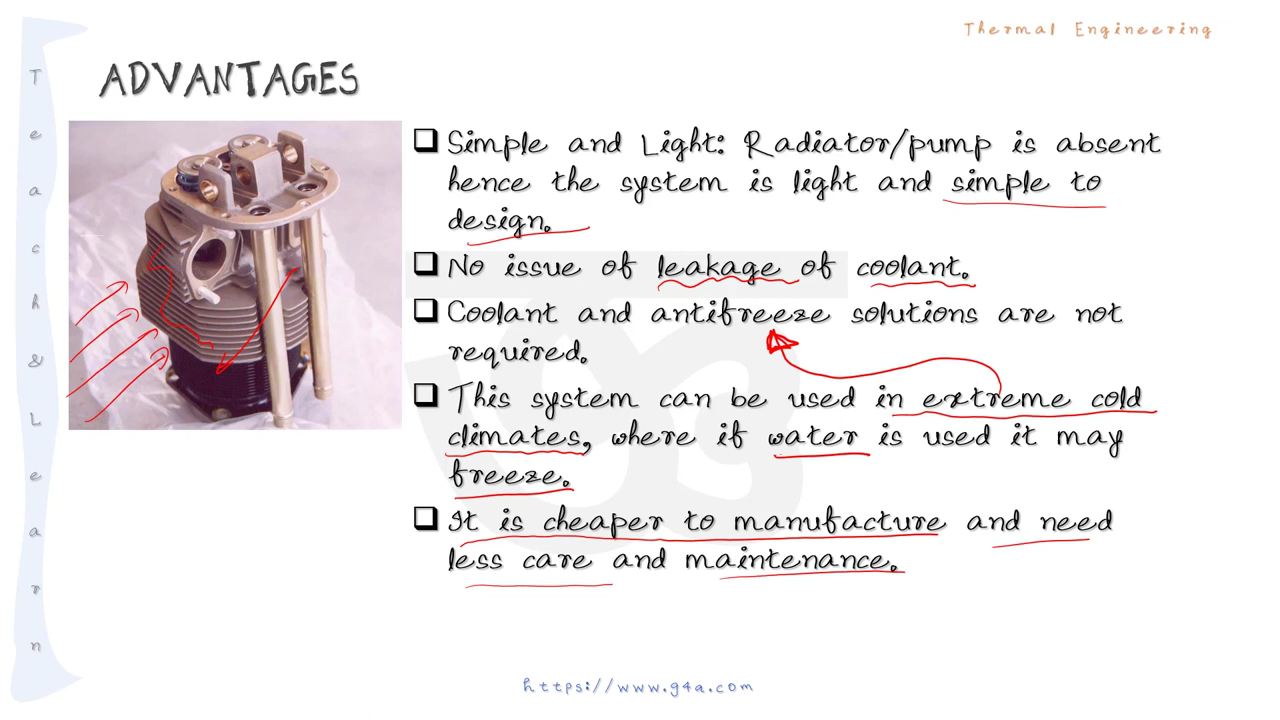 Thermal Engineering
Teach & Learn
ADVANTAGES
Simple and Light: Radiator/pump is absent
hence the system is light and simple to
design.
No issue of leakage of coolant.
Coolant and antifreeze solutions are not
required.
This system can be used in extreme cold
climates, where if water is used it may
freeze.
It is cheaper to manufacture and need
less care and maintenance.
https://www.g4a.com